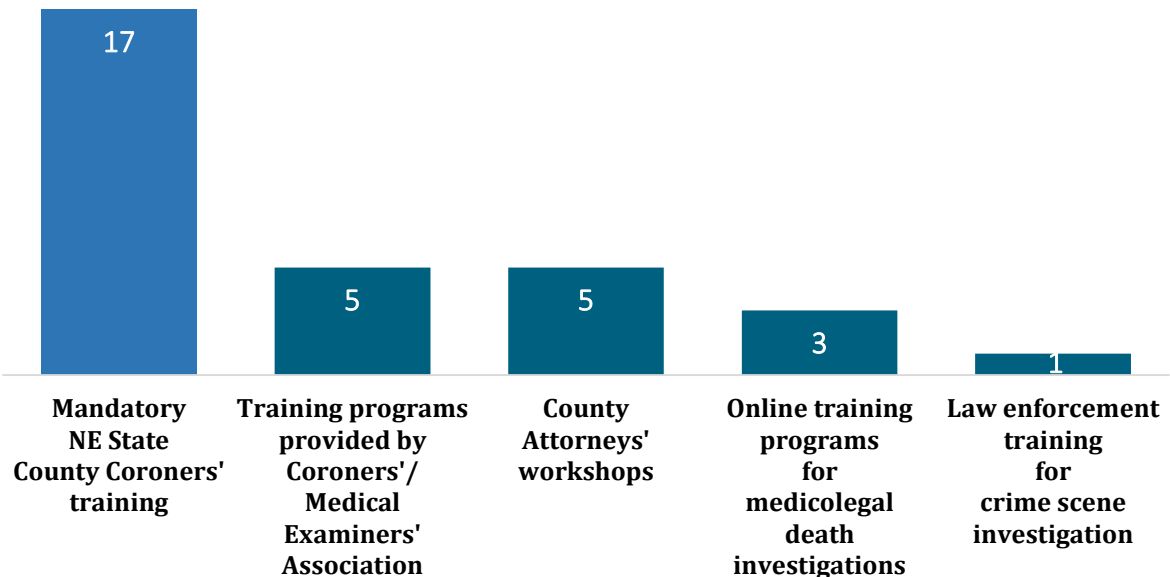 17
5
5
3
1
Mandatory
NE State
County Coroners'
training
Training programs
provided by
Coroners'/
Medical
Examiners'
Association
County
Attorneys'
workshops
Online training
programs
for
medicolegal
death
investigations
Law enforcement
training
for
crime scene
investigation